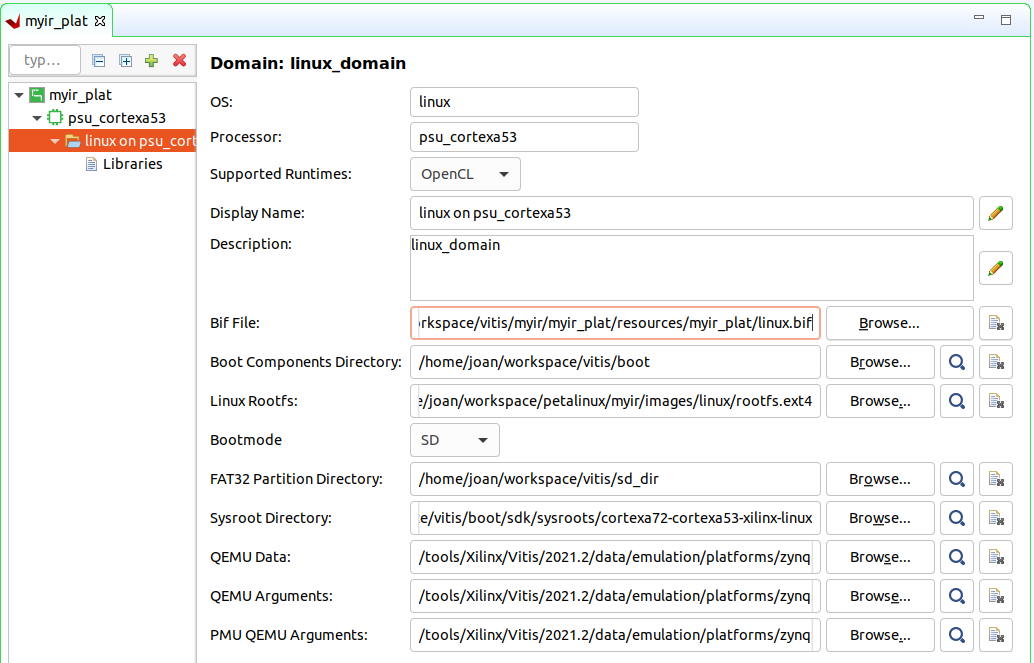 myir_plat
typ...
Domain: linux_domain
myir_plat
psu_cortexa53
linux on psu_cort
Libraries
OS: linux
Processor: psu_cortexa53
Supported Runtimes: OpenCL
Display Name: linux on psu_cortexa53
Description: linux_domain
Bif File: rkspace/vitis/myir/myir_plat/resources/myir_plat/linux.bif Browse...
Boot Components Directory: /home/joan/workspace/vitis/boot Browse...
Linux Rootfs: e/joan/workspace/petalinux/myir/images/linux/rootfs.ext4 Browse...
Bootmode SD
FAT32 Partition Directory: /home/joan/workspace/vitis/sd_dir Browse...
Sysroot Directory: e/vitis/boot/sdk/sysroots/cortexa72-cortexa53-xilinx-linux Browse...
QEMU Data: /tools/Xilinx/Vitis/2021.2/data/emulation/platforms/zynq Browse...
QEMU Arguments: /tools/Xilinx/Vitis/2021.2/data/emulation/platforms/zynq Browse...
PMU QEMU Arguments: /tools/Xilinx/Vitis/2021.2/data/emulation/platforms/zynq Browse...